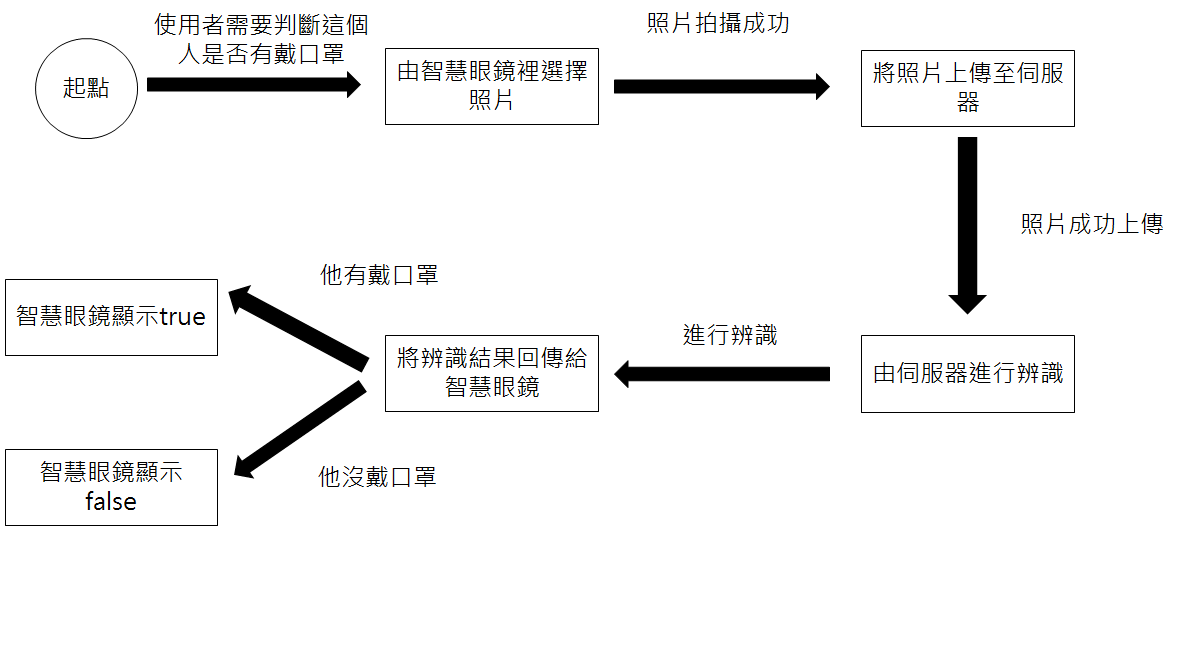 起點
使用者需要判斷這個
人是否有戴口罩
由智慧眼鏡裡選擇
照片
照片拍攝成功
將照片上傳至伺服
器
照片成功上傳
由伺服器進行辨識
進行辨識
將辨識結果回傳給
智慧眼鏡
他有戴口罩
智慧眼鏡顯示true
他沒戴口罩
智慧眼鏡顯示
false